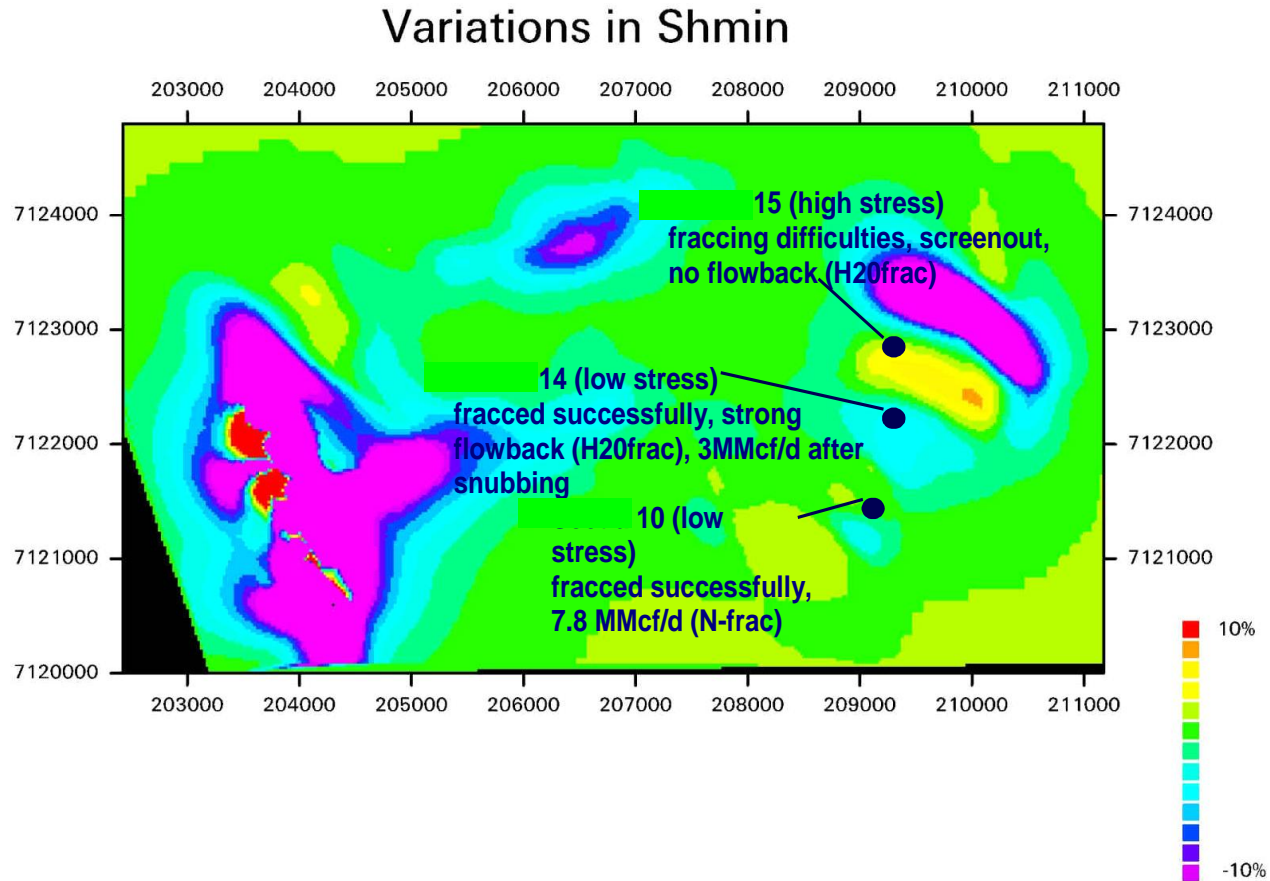 Variations in Shmin
203000 204000 205000 206000 207000 208000 209000 210000 211000
7124000
7123000
7122000
7121000
7120000
15 (high stress)
fraccing difficulties, screenout,
no flowback (H20frac)
14 (low stress)
fracced successfully, strong
flowback (H20frac), 3MMcf/d after
snubbing
10 (low
stress)
fracced successfully,
7.8 MMcf/d (N-frac)
7124000
7123000
7122000
7121000
203000 204000 205000 206000 207000 208000 209000 210000 211000
10%
-10%